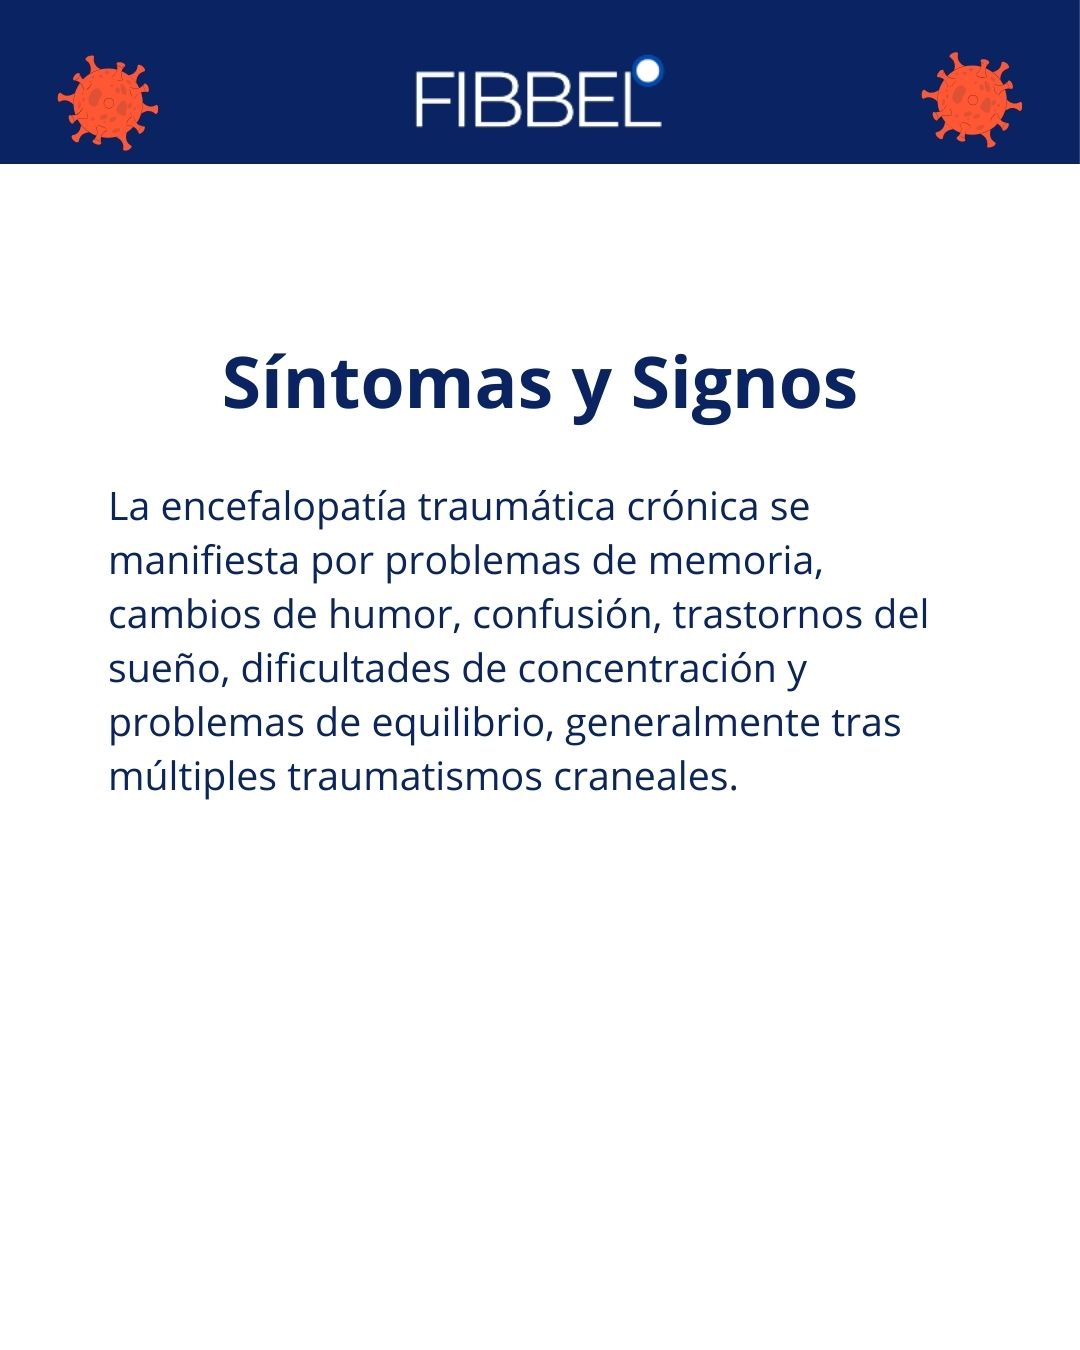 FIBBEL
Síntomas y Signos
La encefalopatía traumática crónica se
manifiesta por problemas de memoria,
cambios de humor, confusión, trastornos del
sueño, dificultades de concentración y
problemas de equilibrio, generalmente tras
múltiples traumatismos craneales.